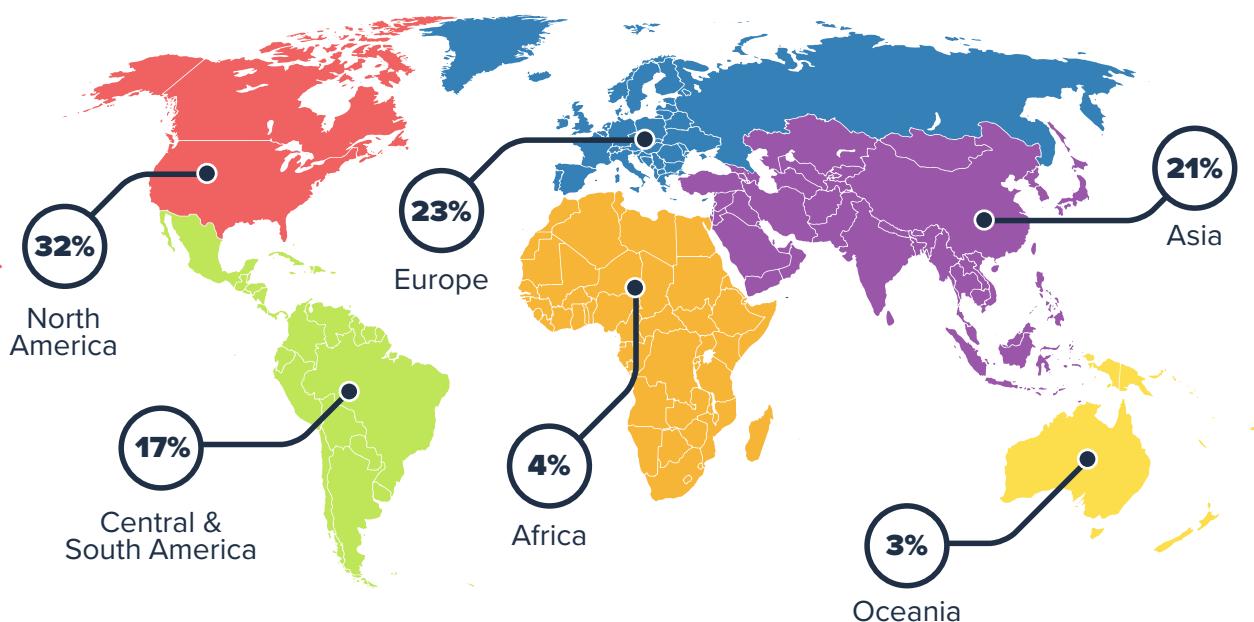 32%
North
America
23%
Europe
21%
Asia
17%
Central &
South America
4%
Africa
3%
Oceania